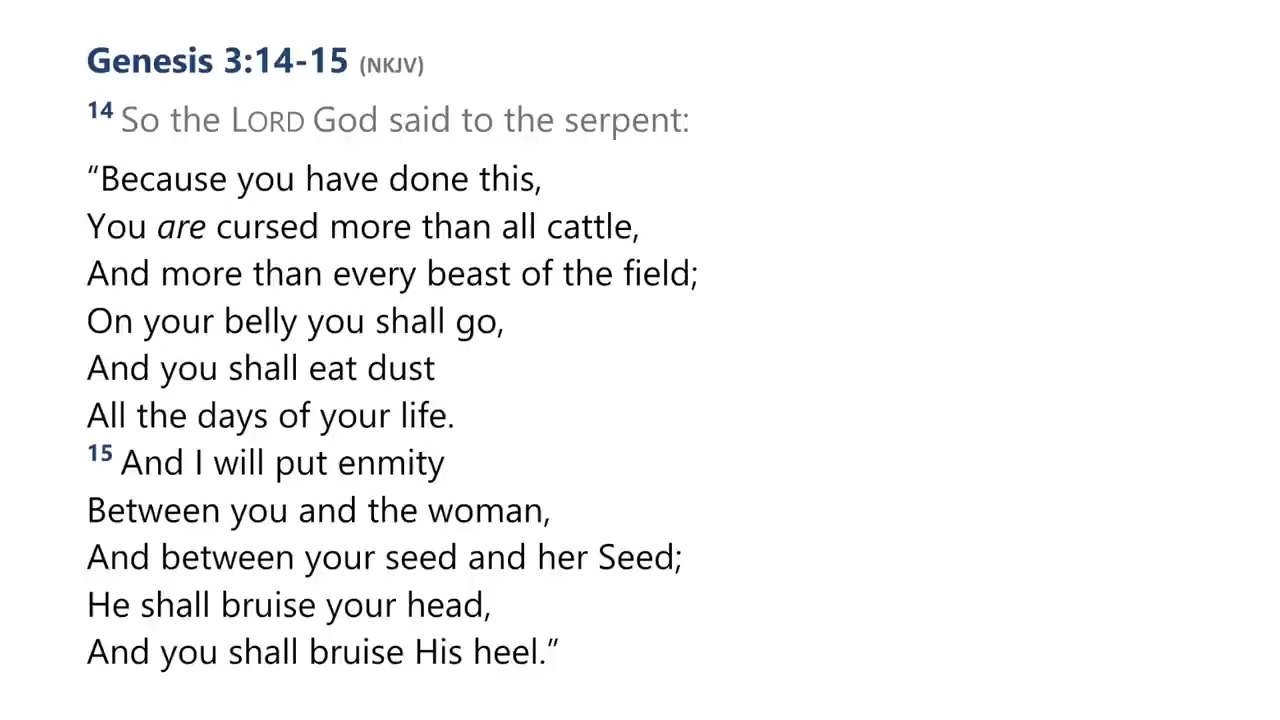 Genesis 3:14-15 (NKJV)
14 So the LORD God said to the serpent:
“Because you have done this,
You are cursed more than all cattle,
And more than every beast of the field;
On your belly you shall go,
And you shall eat dust
All the days of your life.
15 And I will put enmity
Between you and the woman,
And between your seed and her Seed;
He shall bruise your head,
And you shall bruise His heel.”